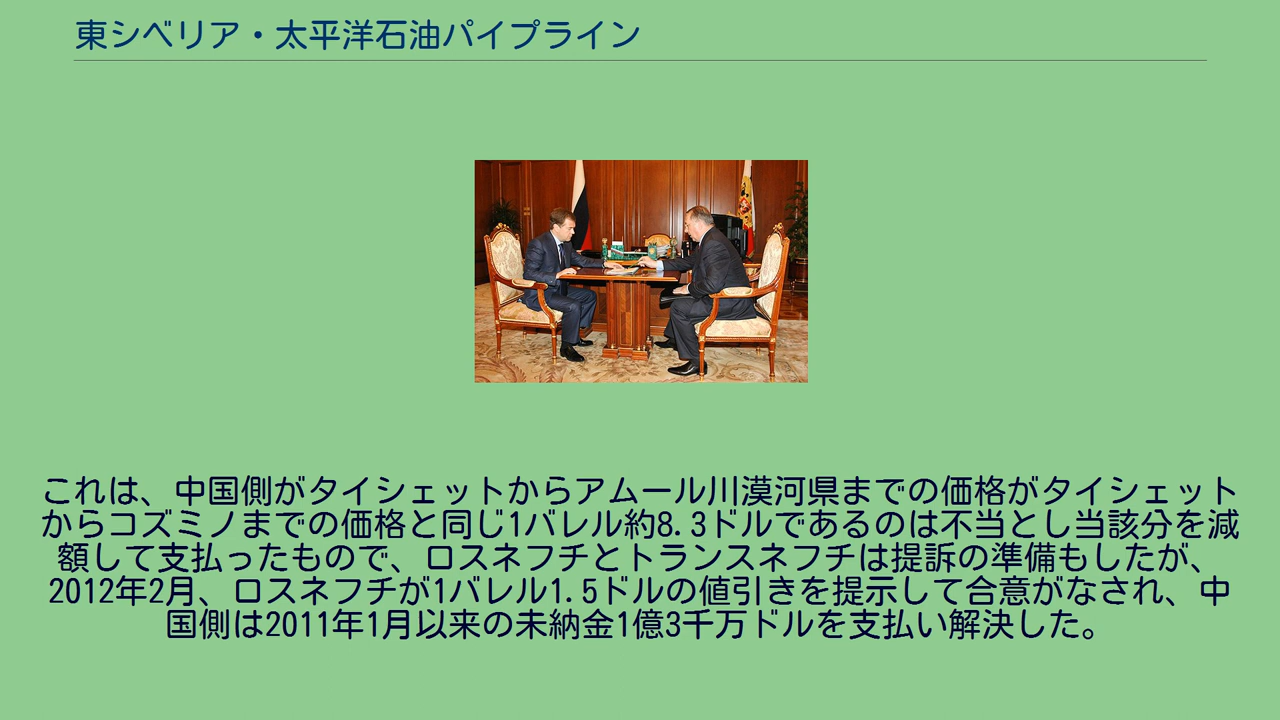 東シベリア・太平洋石油パイプライン
これは、中国側がタイシェットからアムール川漠河県までの価格がタイシェット
からコズミノまでの価格と同じ1バレル約8.3ドルであるのは不当とし当該分を減
額して支払ったもので、ロスネフチとトランスネフチは提訴の準備もしたが、
2012年2月、ロスネフチが1バレル1.5ドルの値引きを提示して合意がなされ、中
国側は2011年1月以来の未納金1億3千万ドルを支払い解決した。